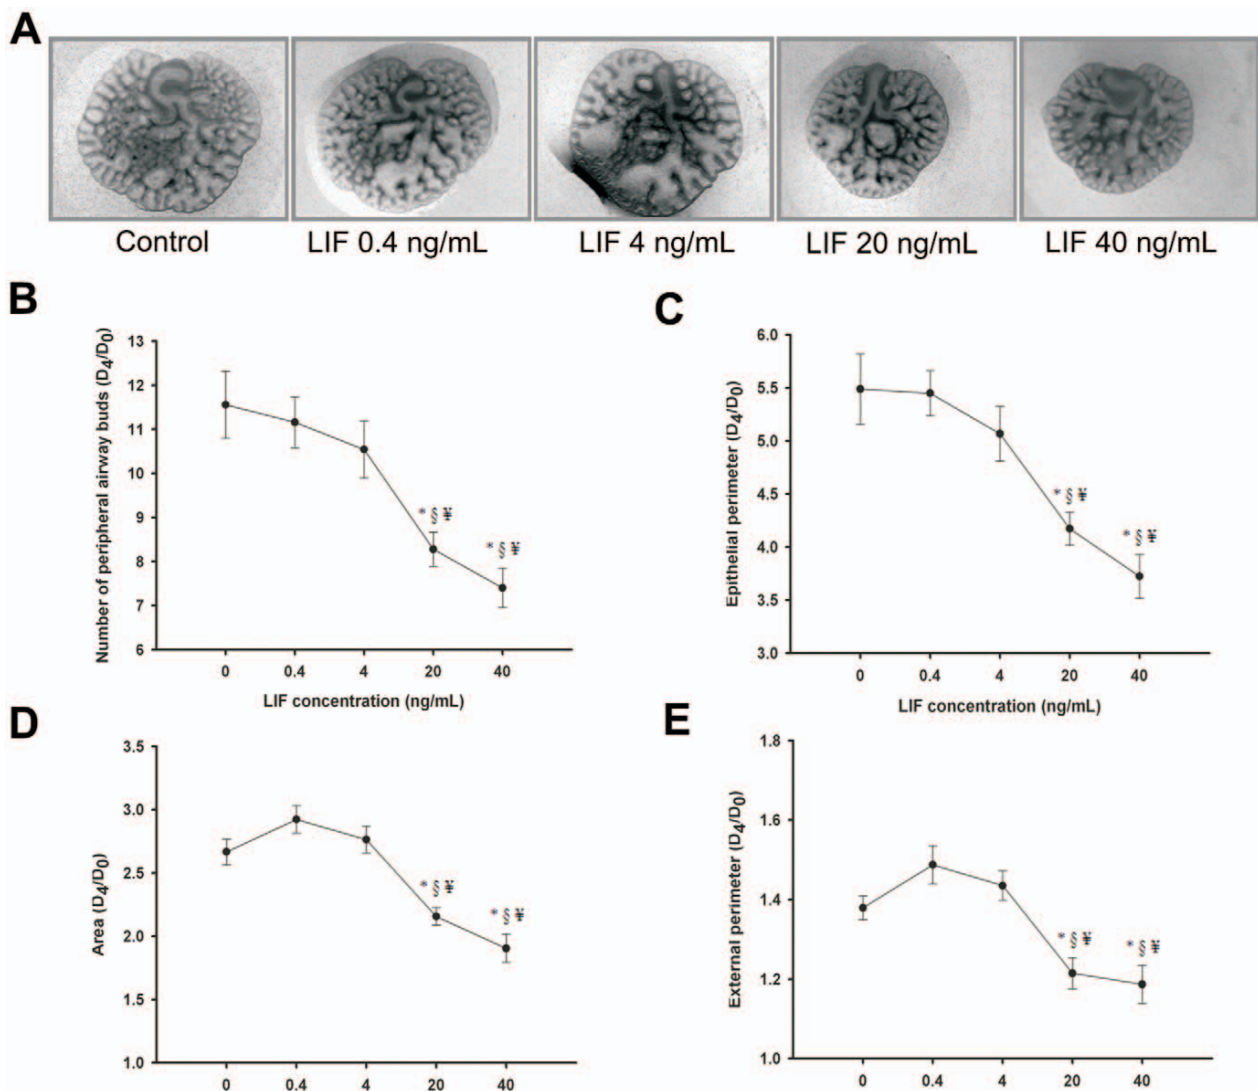 A
Control
LIF 0.4 ng/mL
LIF 4 ng/mL
LIF 20 ng/mL
LIF 40 ng/mL
B
Number of peripheral airway buds (D4/D0)
13
12
11
10
9
8
7
6
* § ¥
* § ¥
0
0.4
4
20
40
LIF concentration (ng/mL)
C
Epithelial perimeter (D4/D0)
6.0
5.5
5.0
4.5
4.0
3.5
3.0
* § ¥
* § ¥
0
0.4
4
20
40
LIF concentration (ng/mL)
D
Area (D4/D0)
3.5
3.0
2.5
2.0
1.5
1.0
* § ¥
* § ¥
0
0.4
4
20
40
E
External perimeter (D4/D0)
1.8
1.6
1.4
1.2
1.0
* § ¥
* § ¥
0
0.4
4
20
40